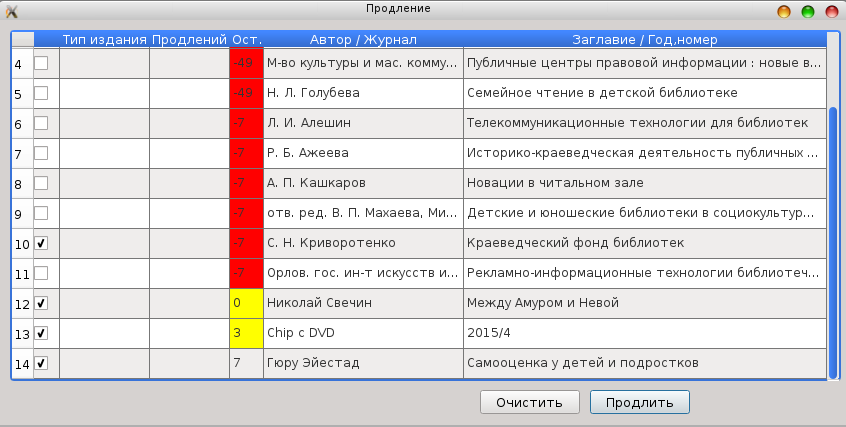 Продление
Тип издания Продлений Ост. Автор / Журнал Заглавие / Год,номер
4 -49 М-во культуры и мас. комму... Публичные центры правовой информации : новые в...
5 -49 Н. Л. Голубева Семейное чтение в детской библиотеке
6 -7 Л. И. Алешин Телекоммуникационные технологии для библиотек
7 -7 Р. Б. Ажеева Историко-краеведческая деятельность публичных ...
8 -7 А. П. Кашкаров Новации в читальном зале
9 -7 отв. ред. В. П. Махаева, Ми... Детские и юношеские библиотеки в социокультур...
10 -7 С. Н. Криворотенко Краеведческий фонд библиотек
11 -7 Орлов. гос. ин-т искусств и... Рекламно-информационные технологии библиотеч...
12 0 Николай Свечин Между Амуром и Невой
13 3 Chip с DVD 2015/4
14 7 Гюру Эйестад Самооценка у детей и подростков
Очистить Продлить